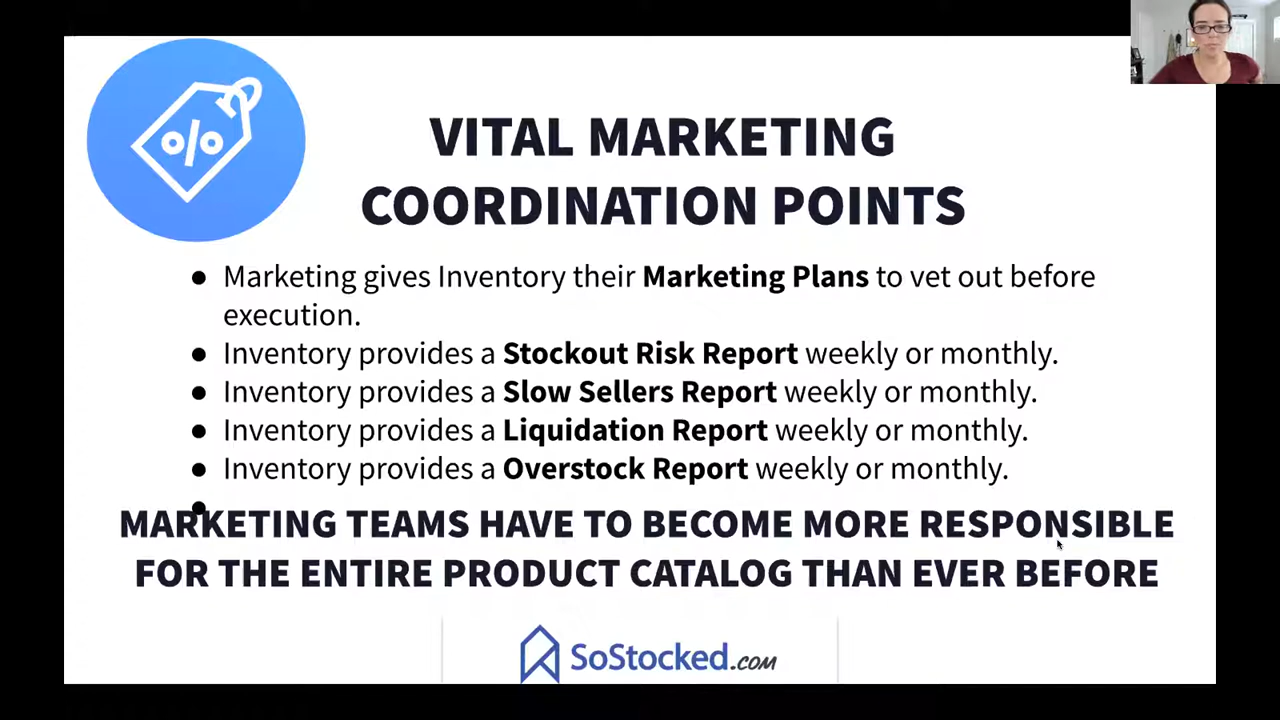 %
VITAL MARKETING
COORDINATION POINTS
● Marketing gives Inventory their Marketing Plans to vet out before
execution.
● Inventory provides a Stockout Risk Report weekly or monthly.
● Inventory provides a Slow Sellers Report weekly or monthly.
● Inventory provides a Liquidation Report weekly or monthly.
● Inventory provides a Overstock Report weekly or monthly.
●
MARKETING TEAMS HAVE TO BECOME MORE RESPONSIBLE
FOR THE ENTIRE PRODUCT CATALOG THAN EVER BEFORE
SoStocked.com